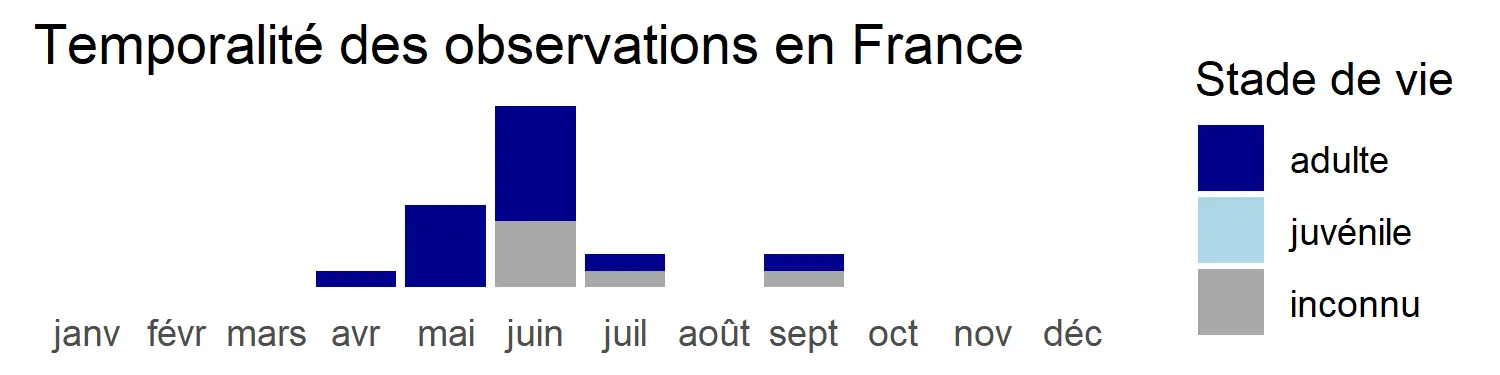 Temporalité des observations en France
Stade de vie
adulte
juvénile
inconnu
janv févr mars avr mai juin juil août sept oct nov déc